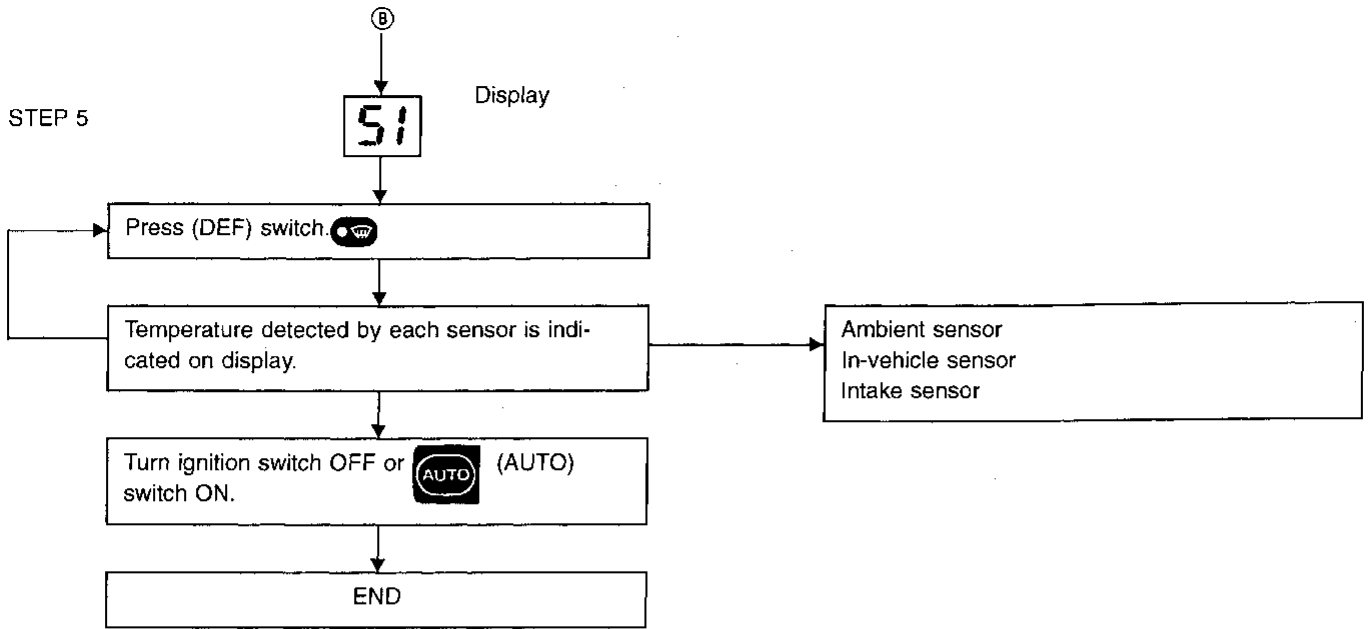 B
Display
STEP 5
51
Press (DEF) switch.
Temperature detected by each sensor is indi-
cated on display.
Ambient sensor
In-vehicle sensor
Intake sensor
Turn ignition switch OFF or AUTO (AUTO)
switch ON.
END